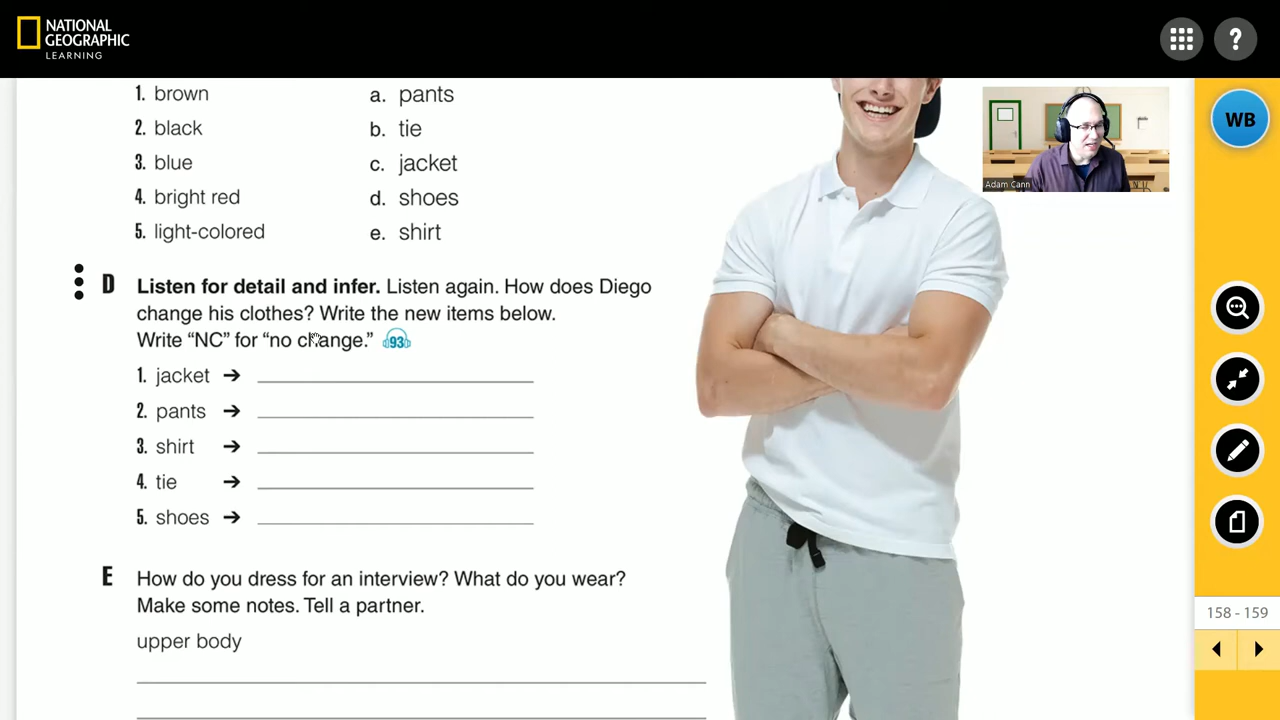 NATIONAL
GEOGRAPHIC
LEARNING
?
1. brown
a. pants
2. black
b. tie
3. blue
c. jacket
4. bright red
d. shoes
5. light-colored
e. shirt
Adam Cann
WB
D Listen for detail and infer. Listen again. How does Diego
change his clothes? Write the new items below.
Write “NC” for “no change.” 93
1. jacket ➔
2. pants ➔
3. shirt ➔
4. tie ➔
5. shoes ➔
E How do you dress for an interview? What do you wear?
Make some notes. Tell a partner.
upper body
158 - 159